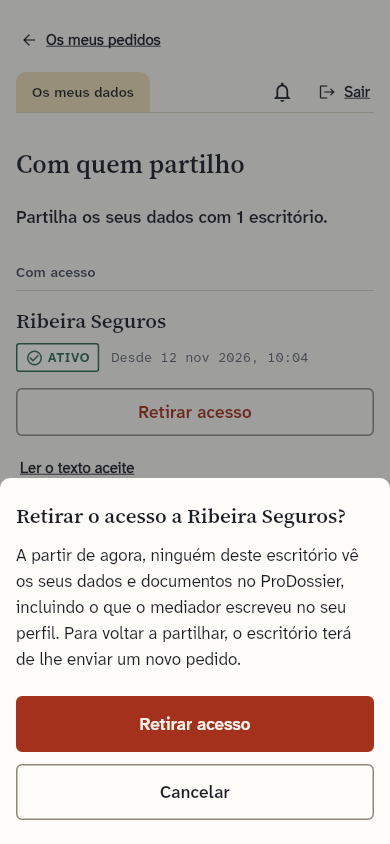 Os meus pedidos
Os meus dados
Sair
Com quem partilho
Partilha os seus dados com 1 escritório.
Com acesso
Ribeira Seguros
ATIVO
Desde 12 nov 2026, 10:04
Retirar acesso
Ler o texto aceite
Retirar o acesso a Ribeira Seguros?
A partir de agora, ninguém deste escritório vê
os seus dados e documentos no ProDossier,
incluindo o que o mediador escreveu no seu
perfil. Para voltar a partilhar, o escritório terá
de lhe enviar um novo pedido.
Retirar acesso
Cancelar